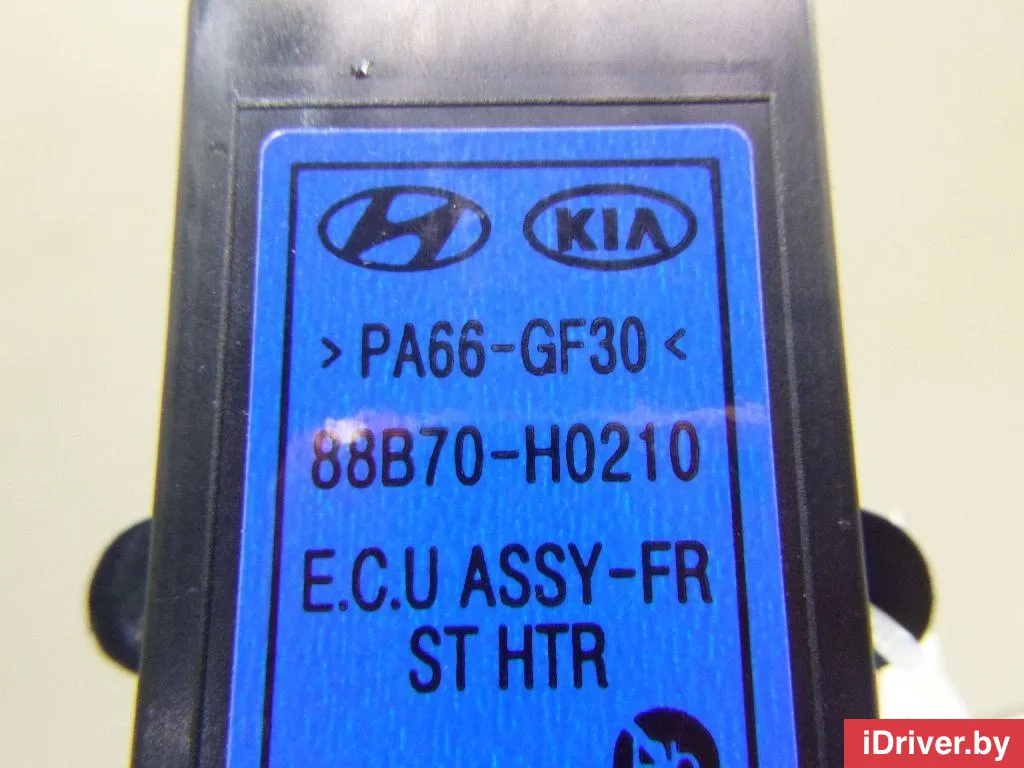 KIA
>PA66-GF30<
88B70-H0210
E.C.U ASSY-FR
ST HTR
iDriver.by